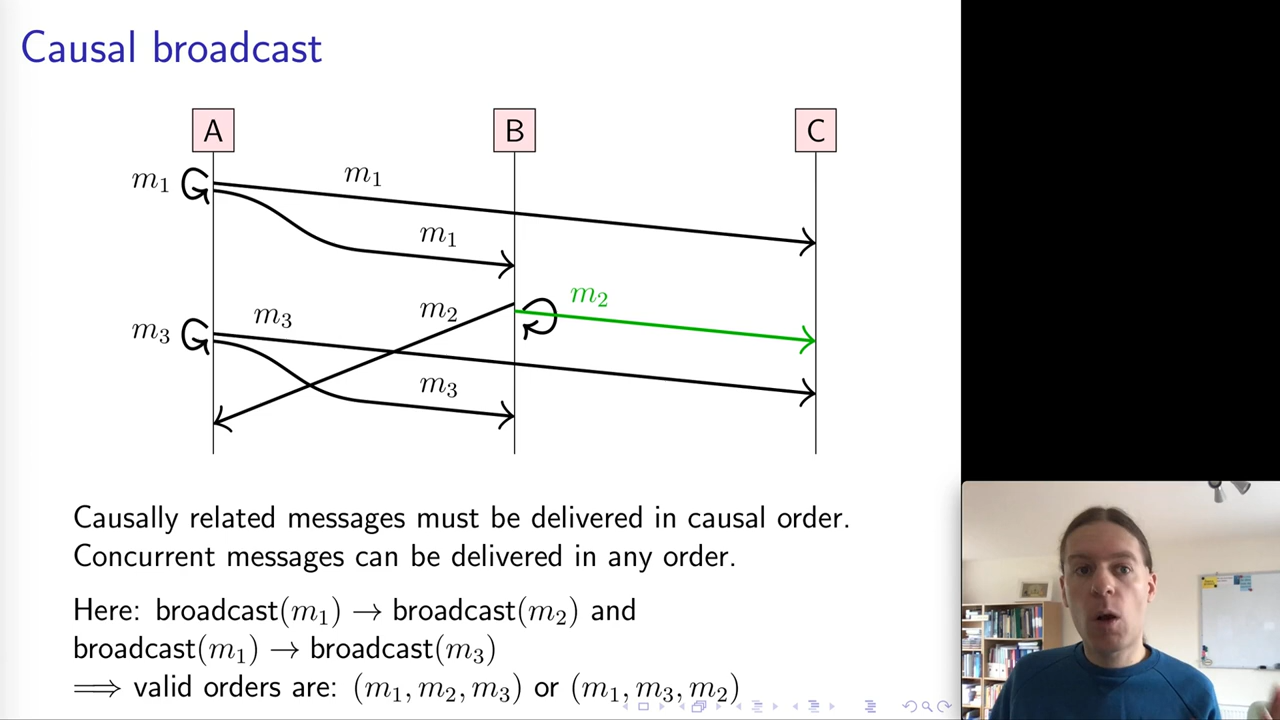 Causal broadcast
A
B
C
m₁
m₁
m₁
m₂
m₂
m₃
m₃
m₃
Causally related messages must be delivered in causal order.
Concurrent messages can be delivered in any order.
Here: broadcast(m₁) → broadcast(m₂) and
broadcast(m₁) → broadcast(m₃)
⟹ valid orders are: (m₁, m₂, m₃) or (m₁, m₃, m₂)